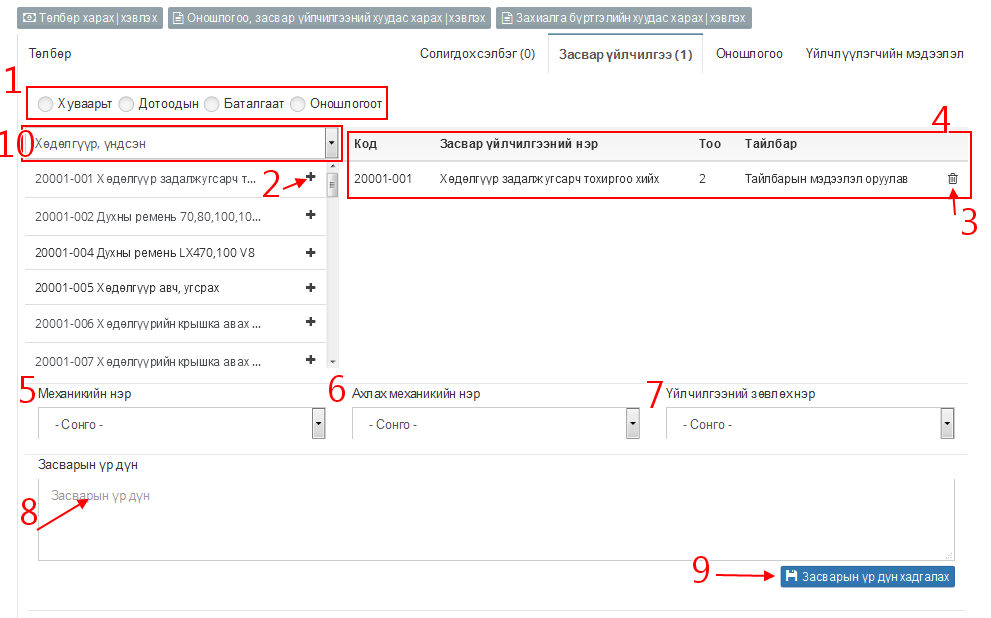 Төлбөр харах|хэвлэх Оношлогоо, засвар үйлчилгээний хуудас харах|хэвлэх Захиалга бүртгэлийн хуудас харах|хэвлэх
Төлбөр Солигдох сэлбэг (0) Засвар үйлчилгээ (1) Оношлогоо Үйлчлүүлэгчийн мэдээлэл
1
Хуваарьт Дотоодын Баталгаат Оношлогоот
4
10 Хөдөлгүүр, үндсэн
Код Засвар үйлчилгээний нэр Тоо Тайлбар
20001-001 Хөдөлгүүр задалж угсарч т... 2
20001-001 Хөдөлгүүр задалж угсарч тохиргоо хийх 2 Тайлбарын мэдээлэл оруулав
3
20001-002 Духны ремень 70,80,100,10...
20001-004 Духны ремень LX470,100 V8
20001-005 Хөдөлгүүр авч, угсрах
20001-006 Хөдөлгүүрийн крышка авах ...
20001-007 Хөдөлгүүрийн крышка авах ...
5 Механикийн нэр 6 Ахлах механикийн нэр 7 Үйлчилгээний зөвлөх нэр
- Сонго - - Сонго - - Сонго -
Засварын үр дүн
Засварын үр дүн
8
9 Засварын үр дүн хадгалах